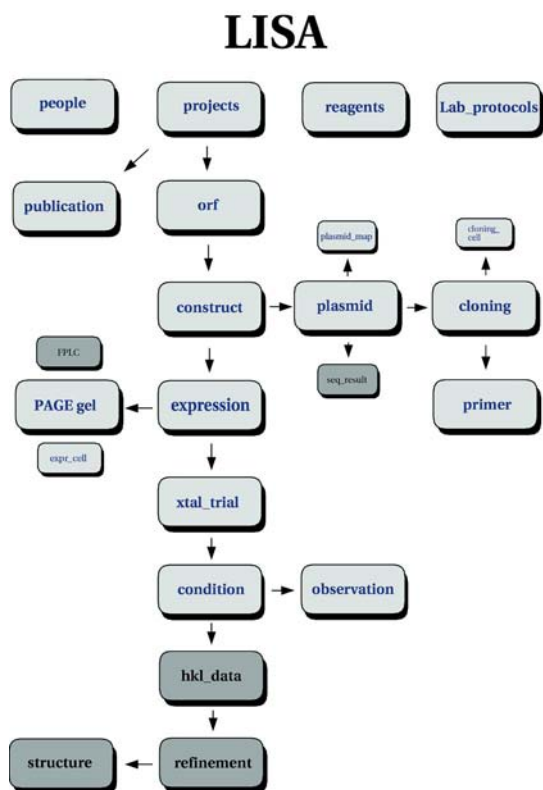 LISA
people
projects
reagents
Lab_protocols
publication
orf
plasmid_map
cloning_
cell
construct
plasmid
cloning
FPLC
seq_result
PAGE gel
expression
primer
expr_cell
xtal_trial
condition
observation
hkl_data
structure
refinement